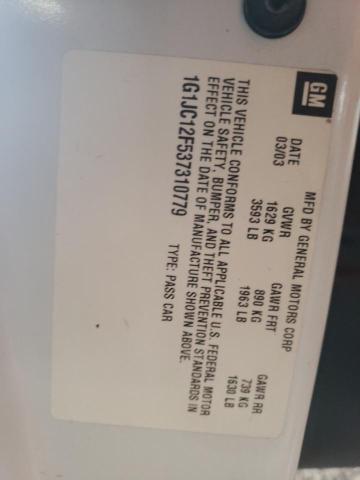 GM
MFD BY GENERAL MOTORS CORP
DATE GVWR GAWR FRT GAWR RR
03/03 1629 KG 890 KG 739 KG
3593 LB 1963 LB 1630 LB
THIS VEHICLE CONFORMS TO ALL APPLICABLE U.S. FEDERAL MOTOR
VEHICLE SAFETY, BUMPER, AND THEFT PREVENTION STANDARDS IN
EFFECT ON THE DATE OF MANUFACTURE SHOWN ABOVE.
1G1JC12F537310779 TYPE: PASS CAR